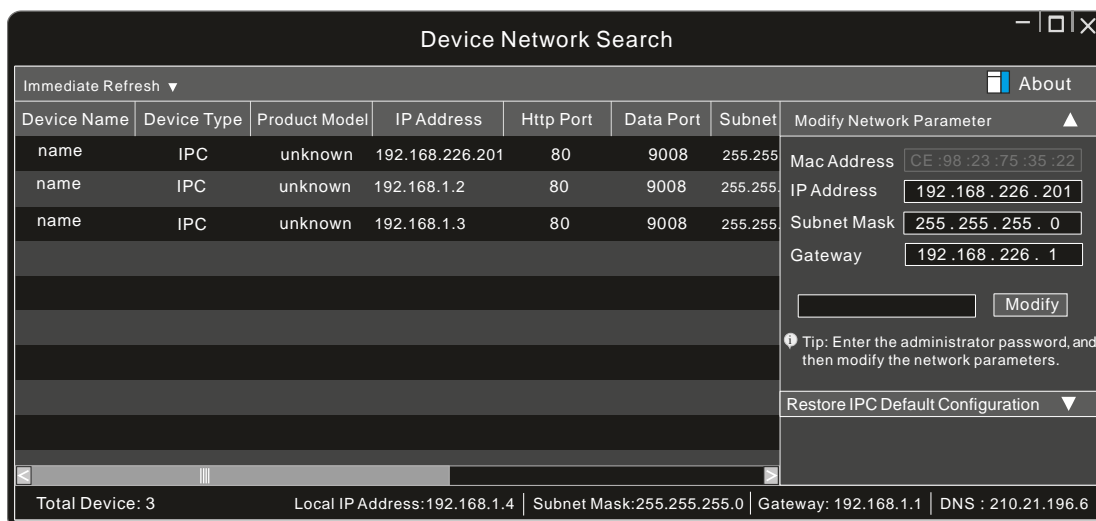 Device Network Search
Immediate Refresh ▼
About
Device Name Device Type Product Model IP Address Http Port Data Port Subnet
name IPC unknown 192.168.226.201 80 9008 255.255
name IPC unknown 192.168.1.2 80 9008 255.255.
name IPC unknown 192.168.1.3 80 9008 255.255.
Modify Network Parameter ▲
Mac Address CE :98 :23 :75 :35 :22
IP Address 192 .168 . 226 . 201
Subnet Mask 255 . 255 . 255 . 0
Gateway 192 .168 . 226 . 1
Modify
Tip: Enter the administrator password, and
then modify the network parameters.
Restore IPC Default Configuration ▼
Total Device: 3 Local IP Address:192.168.1.4 Subnet Mask:255.255.255.0 Gateway: 192.168.1.1 DNS : 210.21.196.6